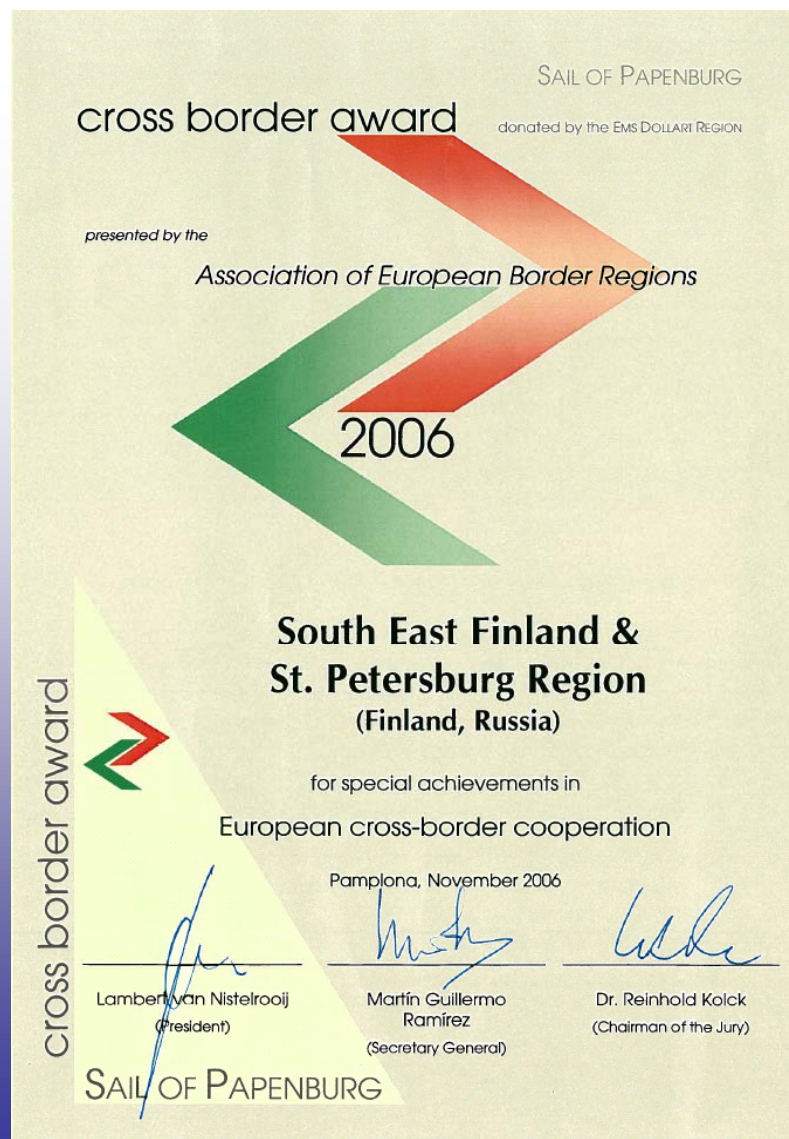 SAIL OF PAPENBURG
cross border award
donated by the EMS DOLLART REGION
presented by the
Association of European Border Regions
2006
South East Finland &
St. Petersburg Region
(Finland, Russia)
for special achievements in
European cross-border cooperation
Pamplona, November 2006
Lambert van Nistelrooij
(President)
Martín Guillermo
Ramírez
(Secretary General)
Dr. Reinhold Kolck
(Chairman of the Jury)
cross border award
SAIL OF PAPENBURG